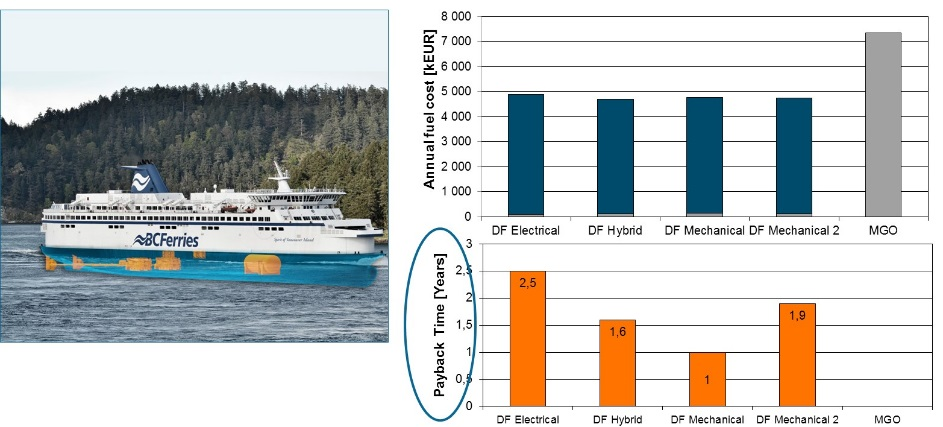 BCFerries
Spirit of Vancouver Island
Annual fuel cost [kEUR]
8 000
7 000
6 000
5 000
4 000
3 000
2 000
1 000
0
DF Electrical
DF Hybrid
DF Mechanical
DF Mechanical 2
MGO
Payback Time [Years]
3
2,5
2
1,5
1
0,5
0
2,5
1,6
1
1,9
DF Electrical
DF Hybrid
DF Mechanical
DF Mechanical 2
MGO